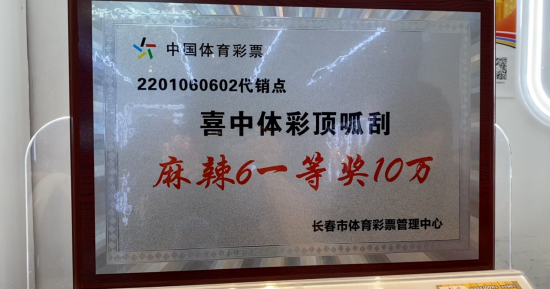 中国体育彩票
2201060602代销点
喜中体彩顶呱刮
麻辣6一等奖10万
长春市体育彩票管理中心